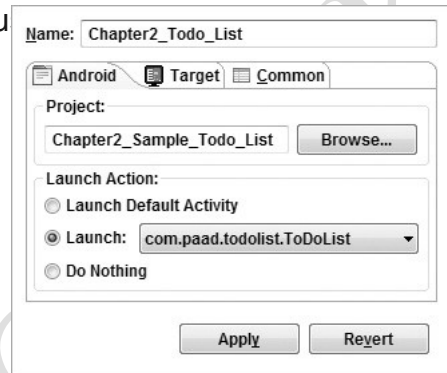 Name: Chapter2_Todo_List
Android Target Common
Project:
Chapter2_Sample_Todo_List Browse...
Launch Action:
Launch Default Activity
Launch: com.paad.todolist.ToDoList
Do Nothing
Apply Revert